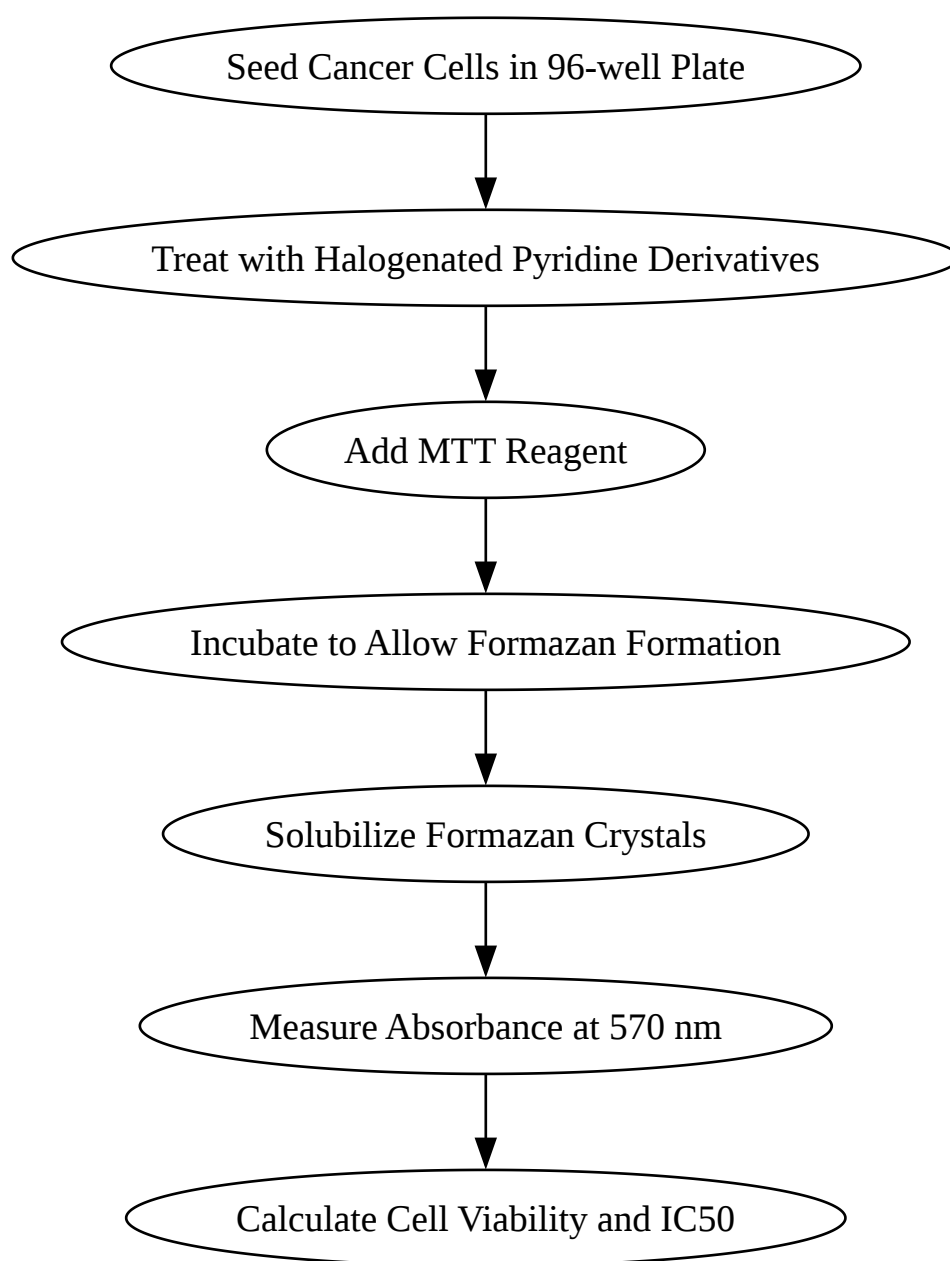 Seed Cancer Cells in 96-well Plate
Treat with Halogenated Pyridine Derivatives
Add MTT Reagent
Incubate to Allow Formazan Formation
Solubilize Formazan Crystals
Measure Absorbance at 570 nm
Calculate Cell Viability and IC50